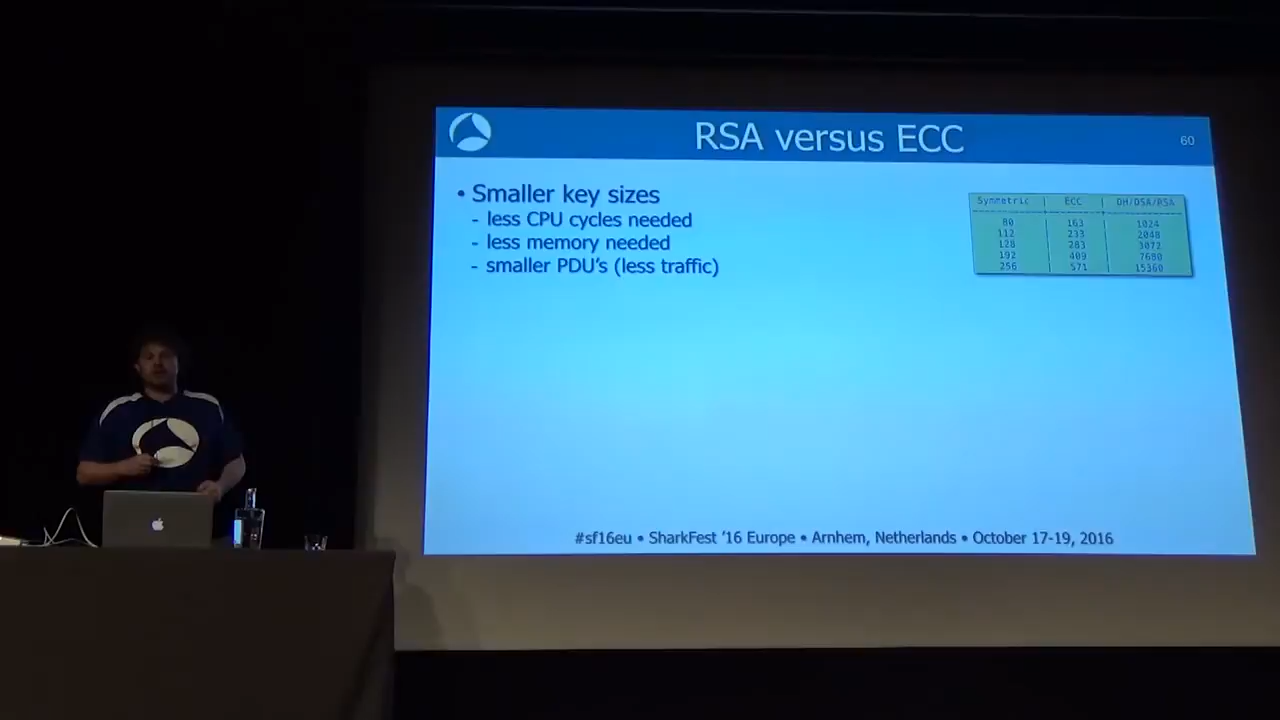 RSA versus ECC
60
• Smaller key sizes
- less CPU cycles needed
- less memory needed
- smaller PDU's (less traffic)
Symmetric | ECC | DH/DSA/RSA
80 | 163 | 1024
112 | 233 | 2048
128 | 283 | 3072
192 | 409 | 7680
256 | 571 | 15360
#sf16eu • SharkFest '16 Europe • Arnhem, Netherlands • October 17-19, 2016